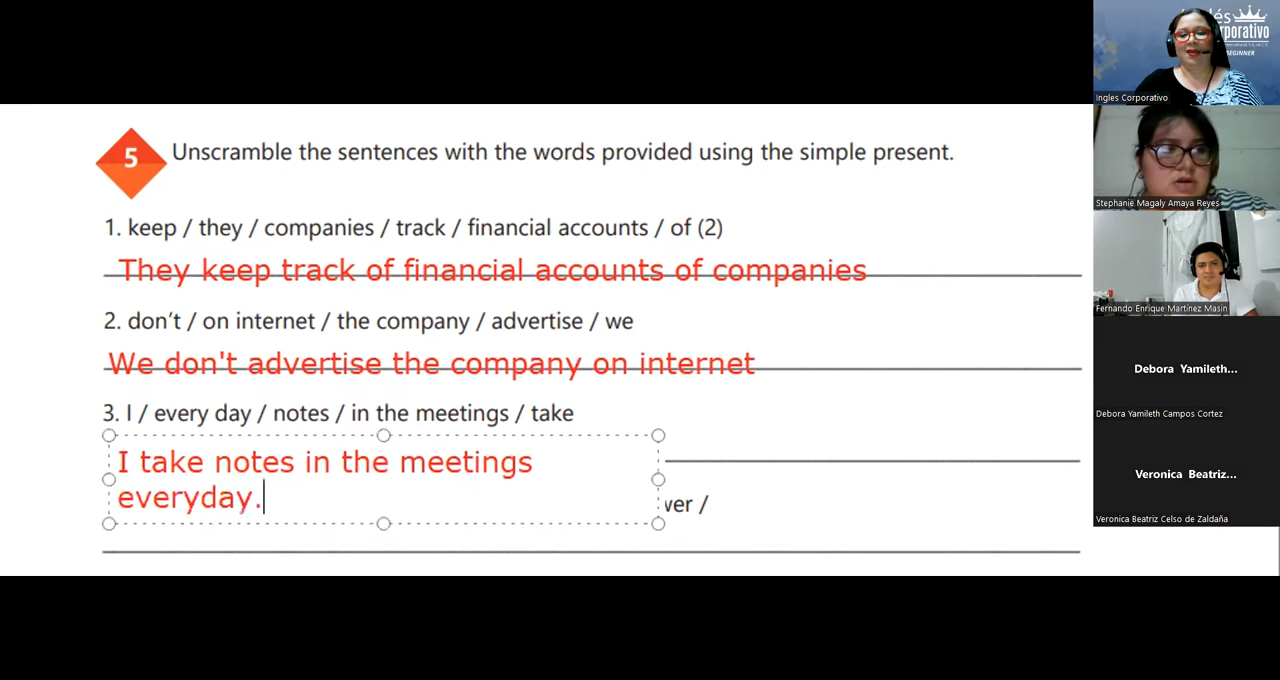 5
Unscramble the sentences with the words provided using the simple present.
1. keep / they / companies / track / financial accounts / of (2)
They keep track of financial accounts of companies
2. don't / on internet / the company / advertise / we
We don't advertise the company on internet
3. I / every day / notes / in the meetings / take
I take notes in the meetings
everyday.
/
BEGINNER
Ingles Corporativo
Stephanie Magaly Amaya Reyes
Fernando Enrique Martínez Masin
Debora Yamileth...
Debora Yamileth Campos Cortez
Veronica Beatriz...
Veronica Beatriz Celso de Zaldaña